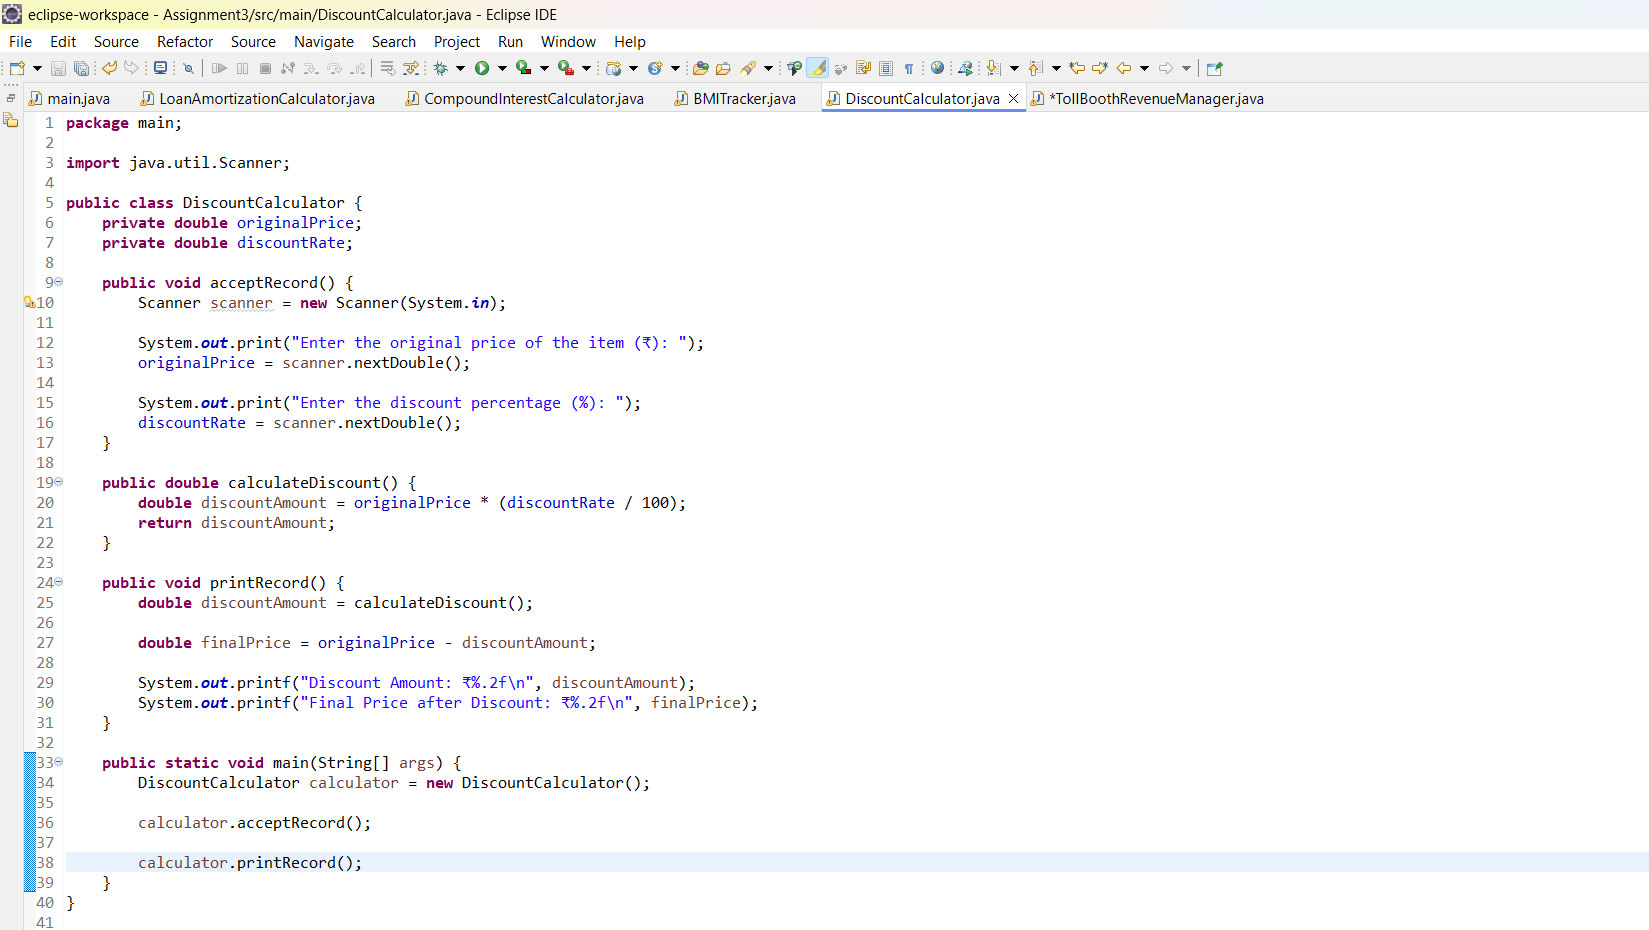 eclipse-workspace - Assignment3/src/main/DiscountCalculator.java - Eclipse IDE
File Edit Source Refactor Source Navigate Search Project Run Window Help
main.java LoanAmortizationCalculator.java CompoundInterestCalculator.java BMITracker.java DiscountCalculator.java *TollBoothRevenueManager.java
1 package main;
2
3 import java.util.Scanner;
4
5 public class DiscountCalculator {
6     private double originalPrice;
7     private double discountRate;
8
9     public void acceptRecord() {
10         Scanner scanner = new Scanner(System.in);
11
12         System.out.print("Enter the original price of the item (₹): ");
13         originalPrice = scanner.nextDouble();
14
15         System.out.print("Enter the discount percentage (%): ");
16         discountRate = scanner.nextDouble();
17     }
18
19     public double calculateDiscount() {
20         double discountAmount = originalPrice * (discountRate / 100);
21         return discountAmount;
22     }
23
24     public void printRecord() {
25         double discountAmount = calculateDiscount();
26
27         double finalPrice = originalPrice - discountAmount;
28
29         System.out.printf("Discount Amount: ₹%.2f\n", discountAmount);
30         System.out.printf("Final Price after Discount: ₹%.2f\n", finalPrice);
31     }
32
33     public static void main(String[] args) {
34         DiscountCalculator calculator = new DiscountCalculator();
35
36         calculator.acceptRecord();
37
38         calculator.printRecord();
39     }
40 }
41